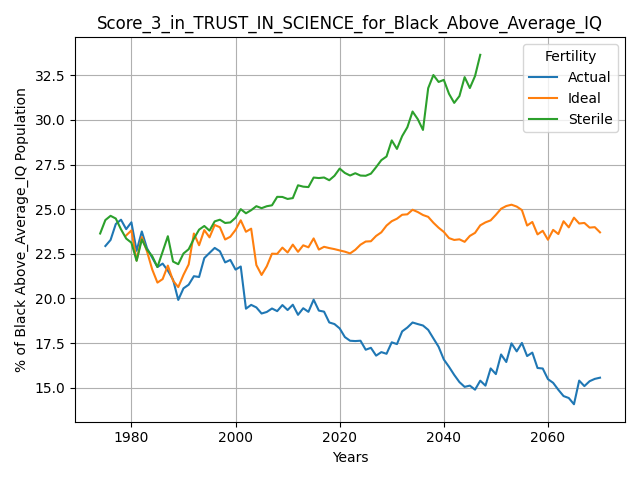 Score_3_in_TRUST_IN_SCIENCE_for_Black_Above_Average_IQ
Fertility
Actual
Ideal
Sterile
% of Black Above_Average_IQ Population
32.5
30.0
27.5
25.0
22.5
20.0
17.5
15.0
1980
2000
2020
2040
2060
Years